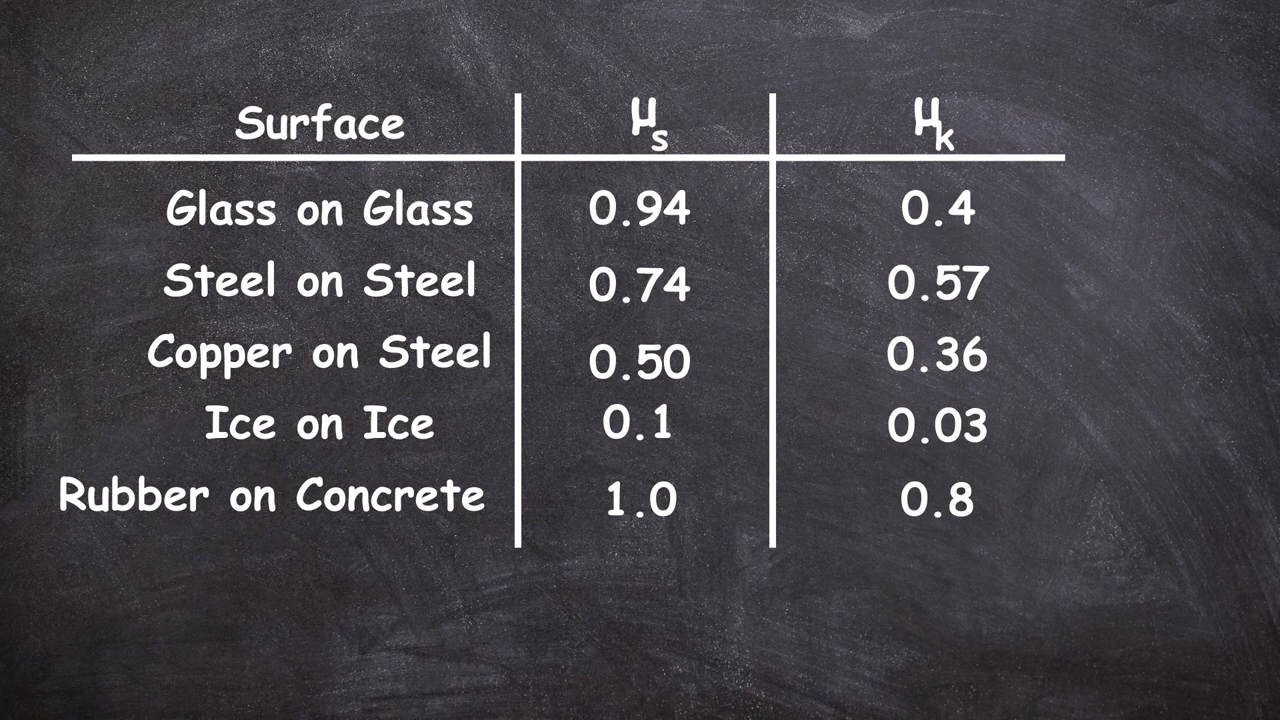 Surface μs μk
Glass on Glass 0.94 0.4
Steel on Steel 0.74 0.57
Copper on Steel 0.50 0.36
Ice on Ice 0.1 0.03
Rubber on Concrete 1.0 0.8